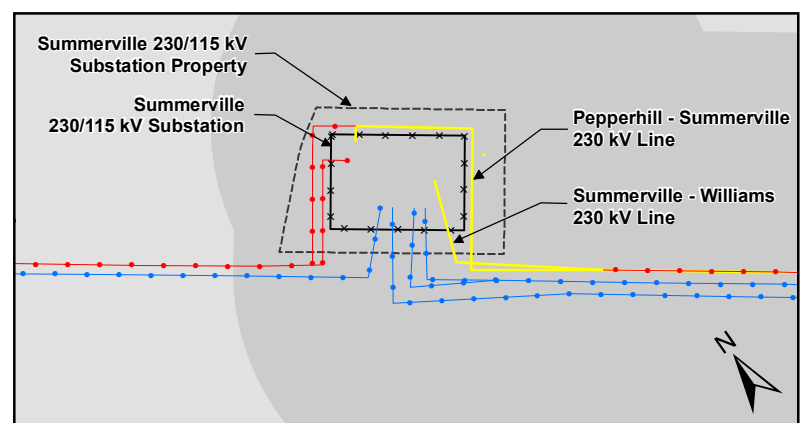 Summerville 230/115 kV
Substation Property
Summerville
230/115 kV Substation
Pepperhill - Summerville
230 kV Line
Summerville - Williams
230 kV Line
N